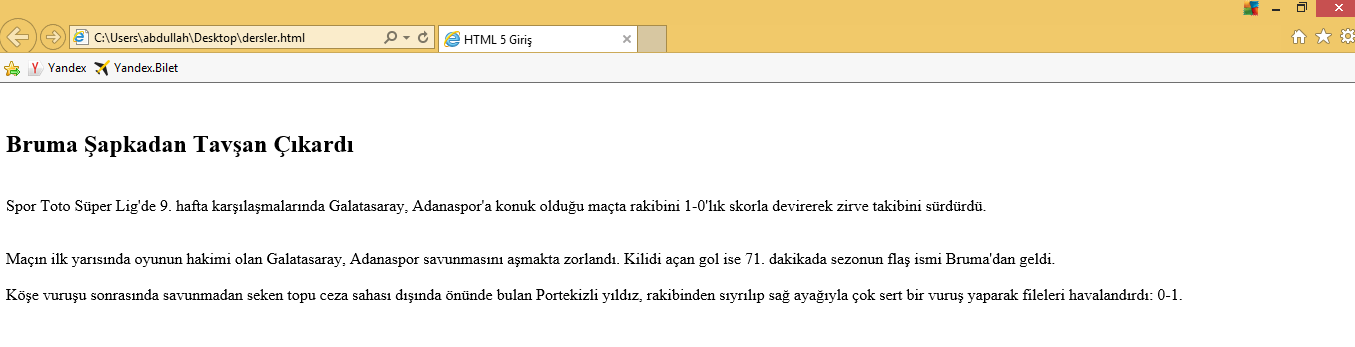 C:\Users\abdullah\Desktop\dersler.html
HTML 5 Giriş
Yandex
Yandex.Bilet
Bruma Şapkadan Tavşan Çıkardı
Spor Toto Süper Lig'de 9. hafta karşılaşmalarında Galatasaray, Adanaspor'a konuk olduğu maçta rakibini 1-0'lık skorla devirerek zirve takibini sürdürdü.
Maçın ilk yarısında oyunun hakimi olan Galatasaray, Adanaspor savunmasını aşmakta zorlandı. Kilidi açan gol ise 71. dakikada sezonun flaş ismi Bruma'dan geldi.
Köşe vuruşu sonrasında savunmadan seken topu ceza sahası dışında önünde bulan Portekizli yıldız, rakibinden sıyrılıp sağ ayağıyla çok sert bir vuruş yaparak fileleri havalandırdı: 0-1.